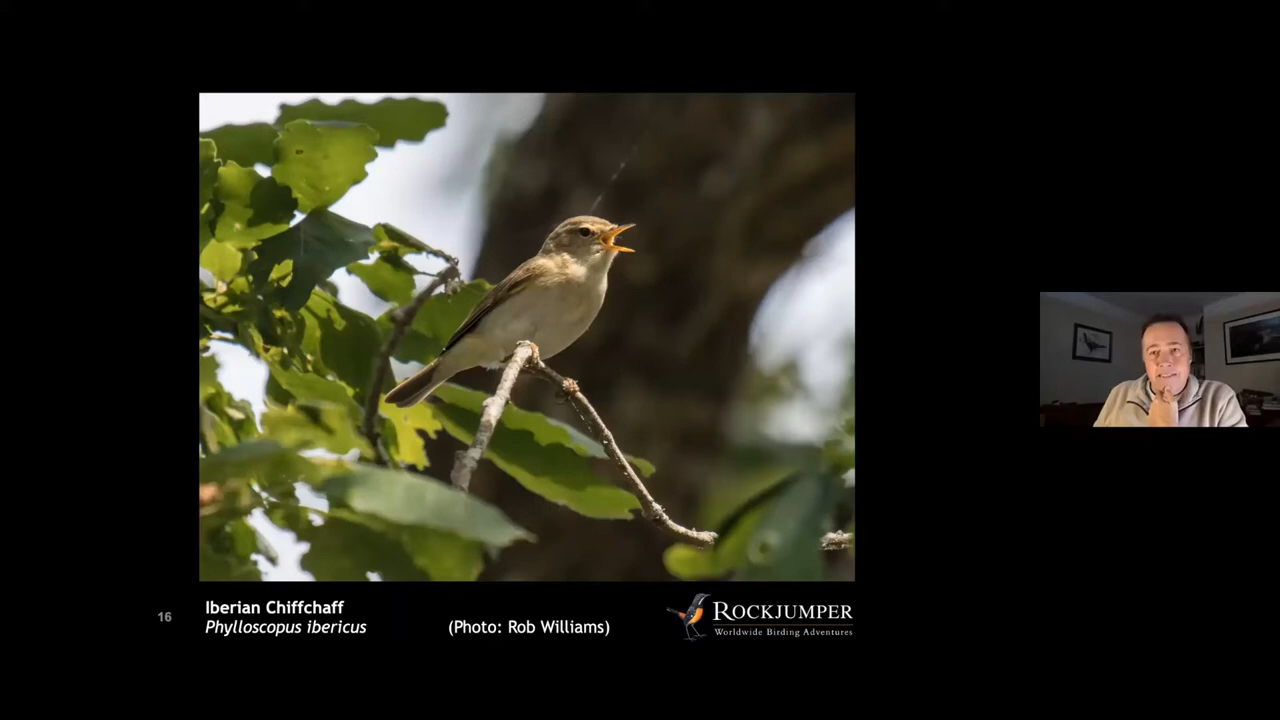 16
Iberian Chiffchaff
Phylloscopus ibericus
(Photo: Rob Williams)
ROCKJUMPER
Worldwide Birding Adventures